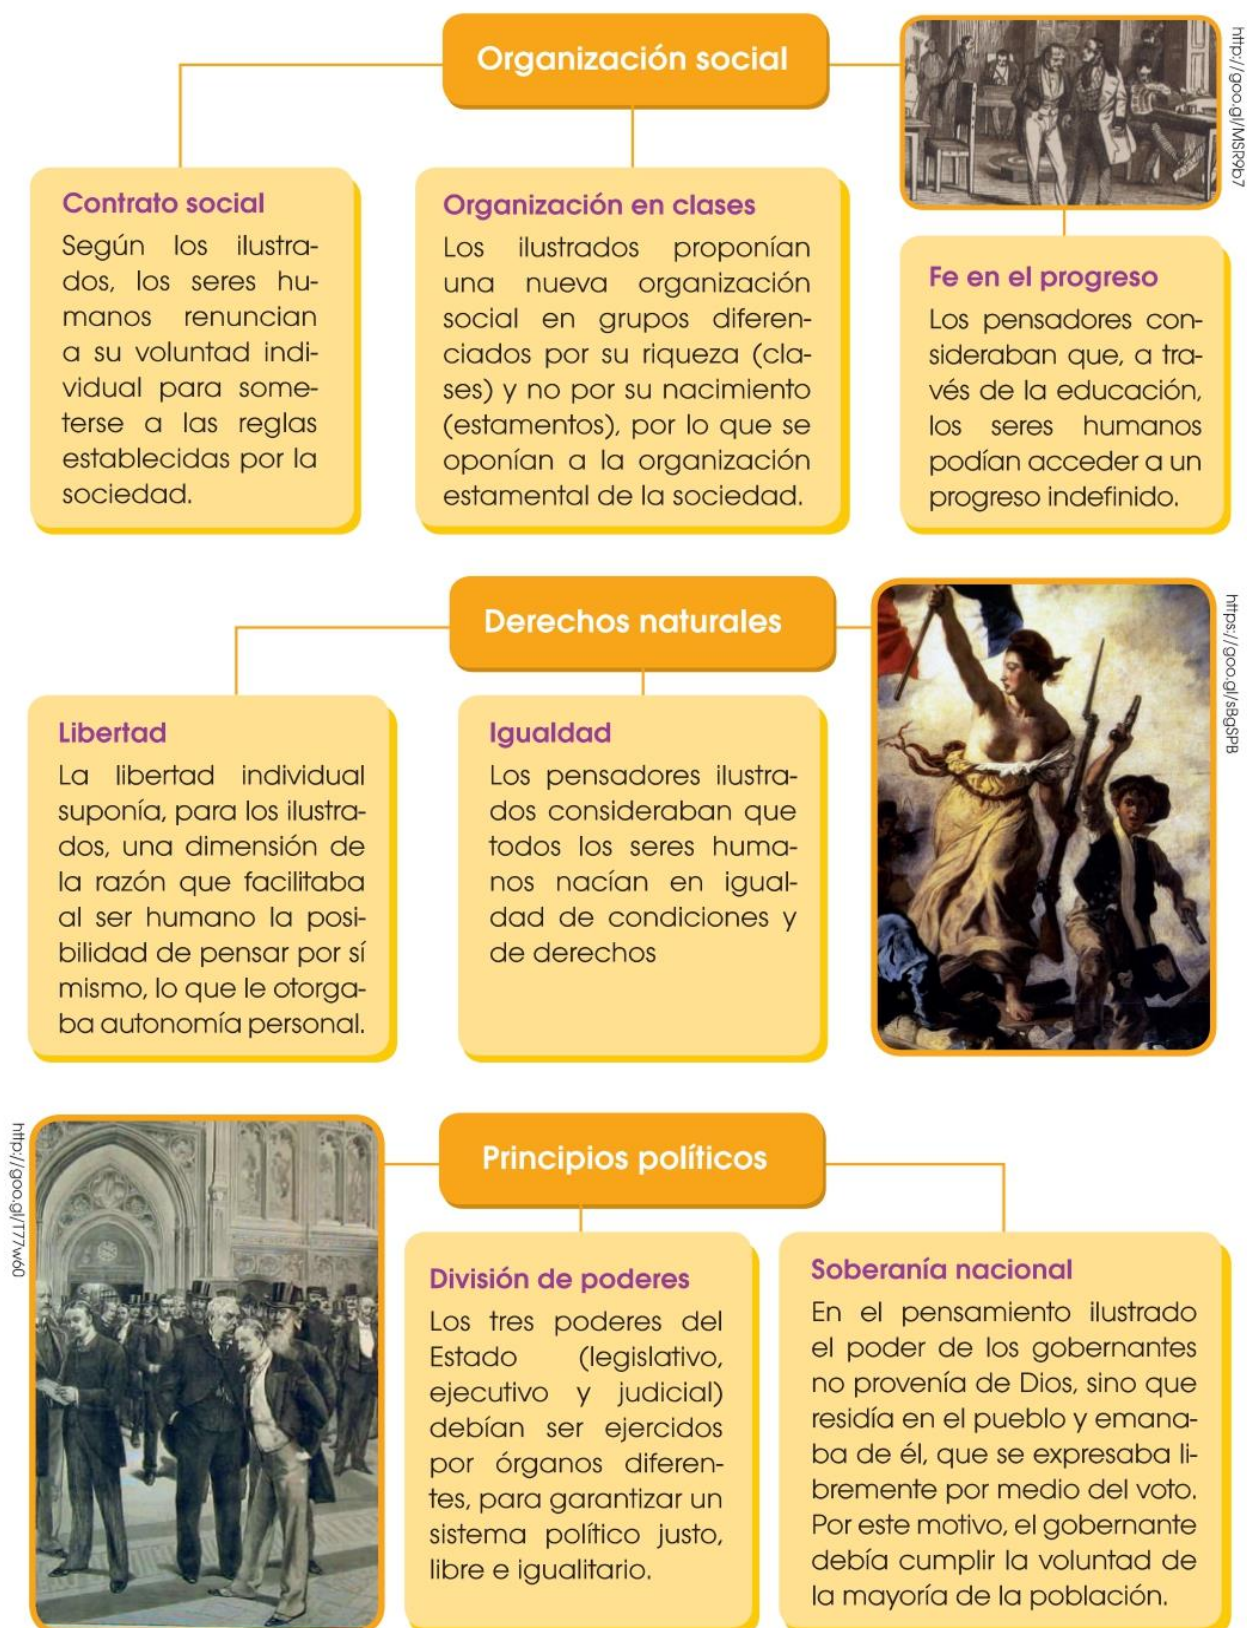 Organización social
http://goo.gl/MSR9b7
Contrato social
Según los ilustra-
dos, los seres hu-
manos renuncian
a su voluntad indi-
vidual para some-
terse a las reglas
establecidas por la
sociedad.
Organización en clases
Los ilustrados proponían
una nueva organización
social en grupos diferen-
ciados por su riqueza (cla-
ses) y no por su nacimiento
(estamentos), por lo que se
oponían a la organización
estamental de la sociedad.
Fe en el progreso
Los pensadores con-
sideraban que, a tra-
vés de la educación,
los seres humanos
podían acceder a un
progreso indefinido.
Derechos naturales
https://goo.gl/sBgSPB
Libertad
La libertad individual
suponía, para los ilustra-
dos, una dimensión de
la razón que facilitaba
al ser humano la posi-
bilidad de pensar por sí
mismo, lo que le otorga-
ba autonomía personal.
Igualdad
Los pensadores ilustra-
dos consideraban que
todos los seres huma-
nos nacían en igual-
dad de condiciones y
de derechos
http://goo.gl/T77w60
Principios políticos
División de poderes
Los tres poderes del
Estado (legislativo,
ejecutivo y judicial)
debían ser ejercidos
por órganos diferen-
tes, para garantizar un
sistema político justo,
libre e igualitario.
Soberanía nacional
En el pensamiento ilustrado
el poder de los gobernantes
no provenía de Dios, sino que
residía en el pueblo y emana-
ba de él, que se expresaba li-
bremente por medio del voto.
Por este motivo, el gobernante
debía cumplir la voluntad de
la mayoría de la población.